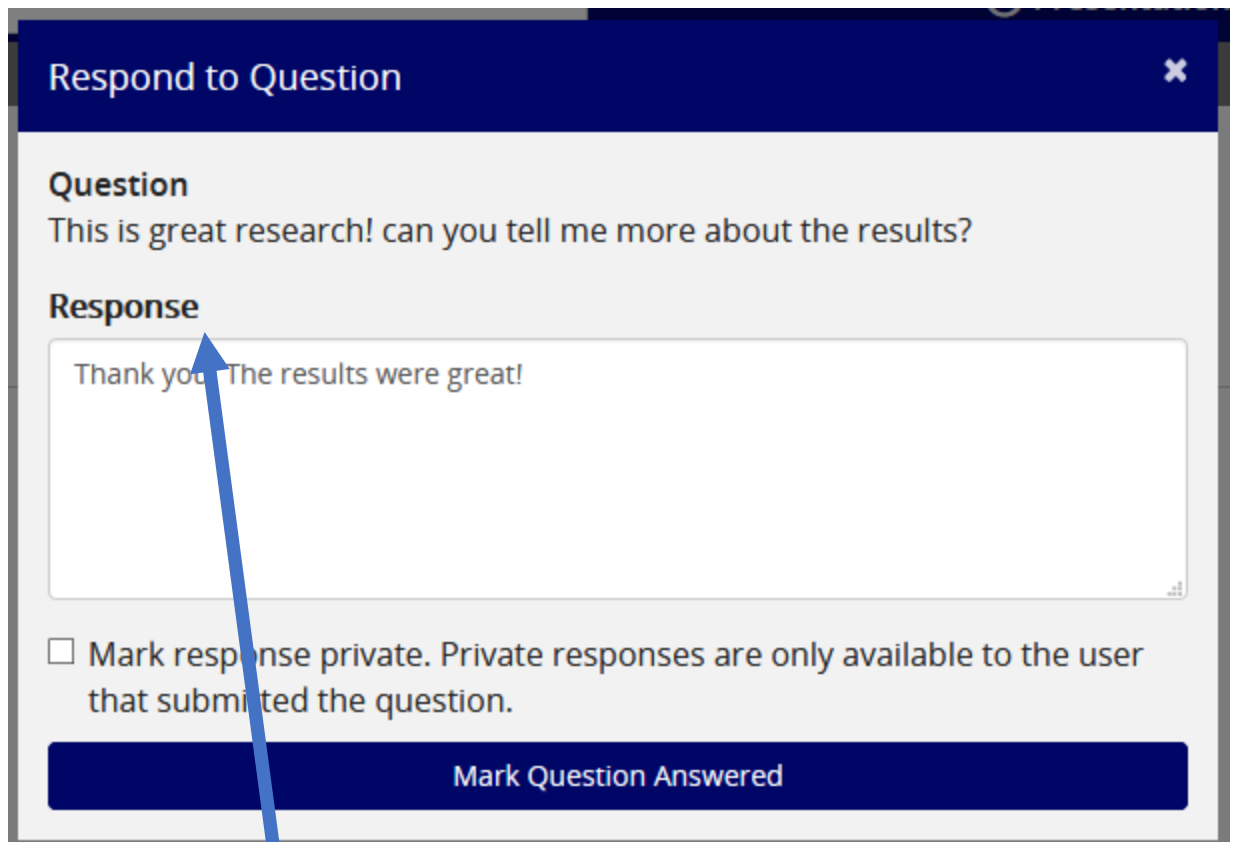 Respond to Question
Question
This is great research! can you tell me more about the results?
Response
Thank you The results were great!
Mark response private. Private responses are only available to the user
that submitted the question.
Mark Question Answered